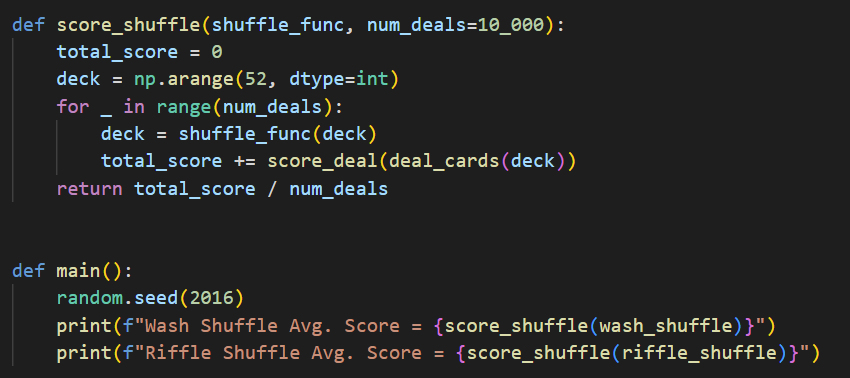 def score_shuffle(shuffle_func, num_deals=10_000):
    total_score = 0
    deck = np.arange(52, dtype=int)
    for _ in range(num_deals):
        deck = shuffle_func(deck)
        total_score += score_deal(deal_cards(deck))
    return total_score / num_deals
def main():
    random.seed(2016)
    print(f"Wash Shuffle Avg. Score = {score_shuffle(wash_shuffle)}")
    print(f"Riffle Shuffle Avg. Score = {score_shuffle(riffle_shuffle)}")